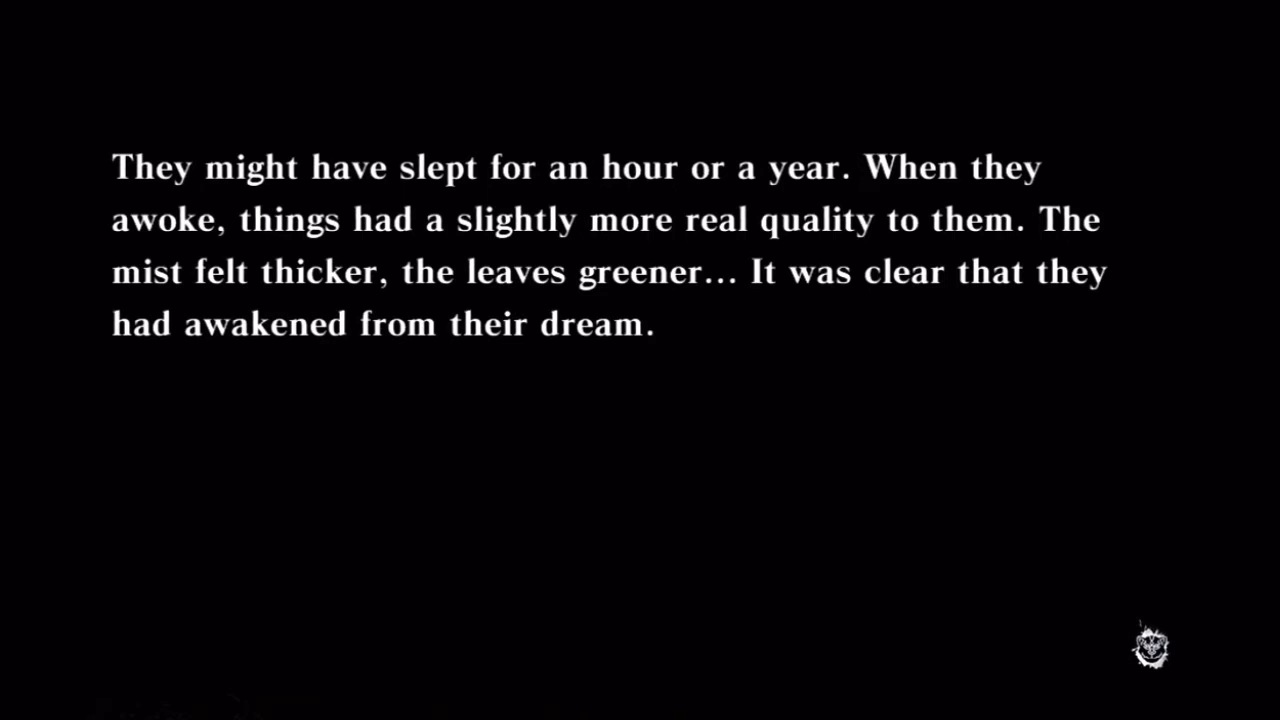 They might have slept for an hour or a year. When they
awoke, things had a slightly more real quality to them. The
mist felt thicker, the leaves greener... It was clear that they
had awakened from their dream.